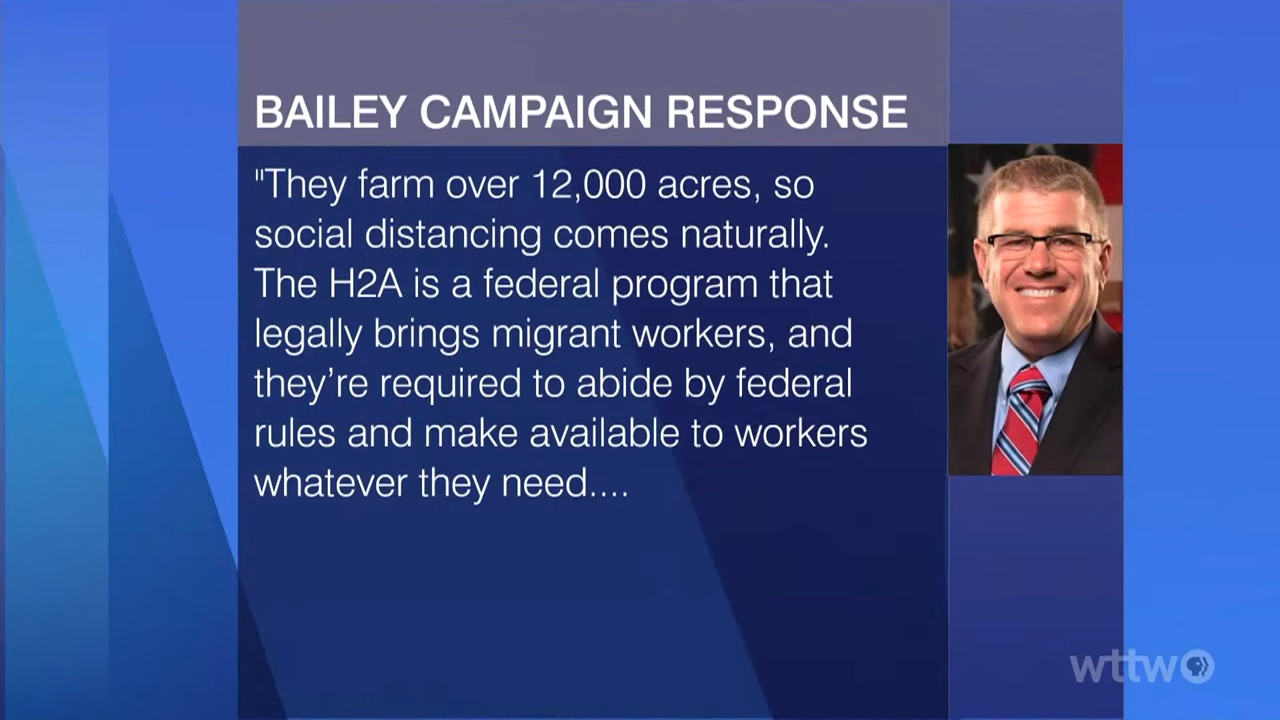 BAILEY CAMPAIGN RESPONSE
"They farm over 12,000 acres, so
social distancing comes naturally.
The H2A is a federal program that
legally brings migrant workers, and
they're required to abide by federal
rules and make available to workers
whatever they need....
wttw